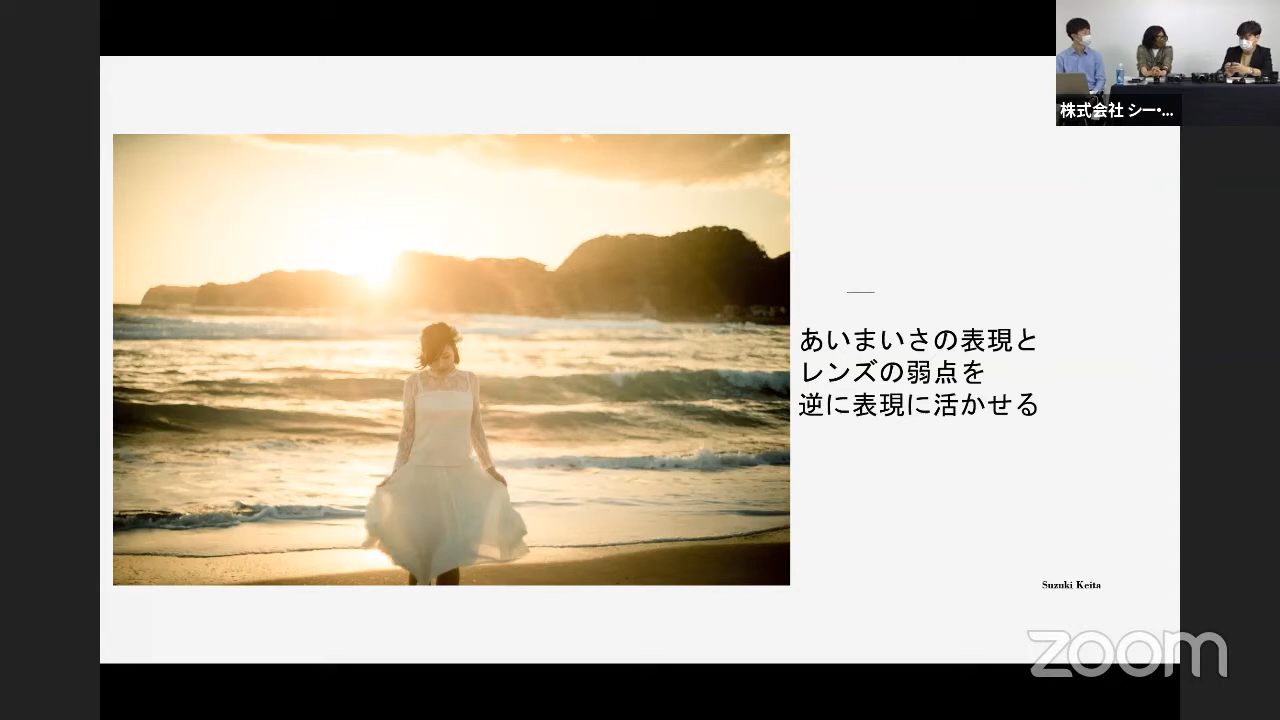 株式会社 シー・...
あいまいさの表現と
レンズの弱点を
逆に表現に活かせる
Suzuki Keita
zoom